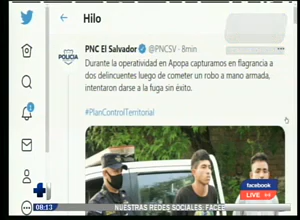 Hilo
PNC El Salvador @PNCSV · 8min
POLICIA
Durante la operatividad en Apopa capturamos en flagrancia
a dos delincuentes luego de cometer un robo a mano armada,
intentaron darse a la fuga sin éxito.
#PlanControlTerritorial
1
facebook
LIVE
08:13
NUESTRAS REDES SOCIALES: FACEB